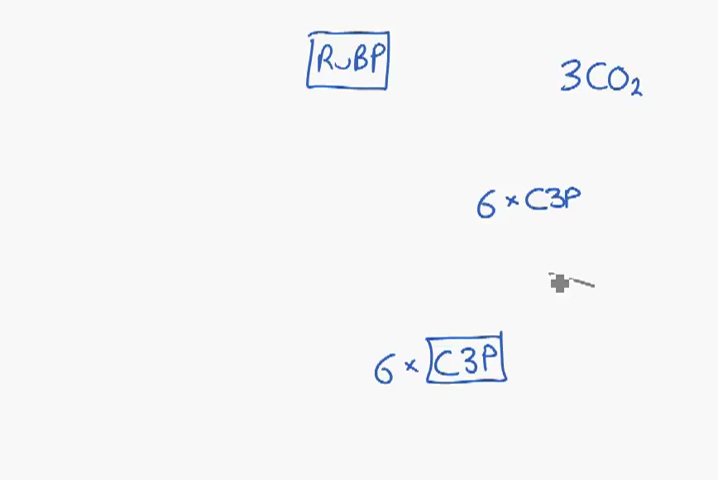 RuBP
3CO₂
6 × C3P
6 × C3P